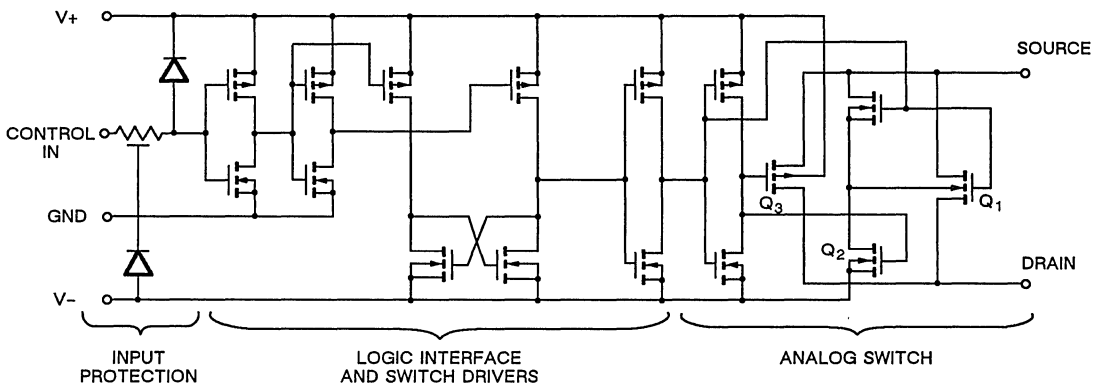 V+
SOURCE
CONTROL
IN
GND
Q3
Q1
Q2
DRAIN
V–
INPUT
PROTECTION
LOGIC INTERFACE
AND SWITCH DRIVERS
ANALOG SWITCH